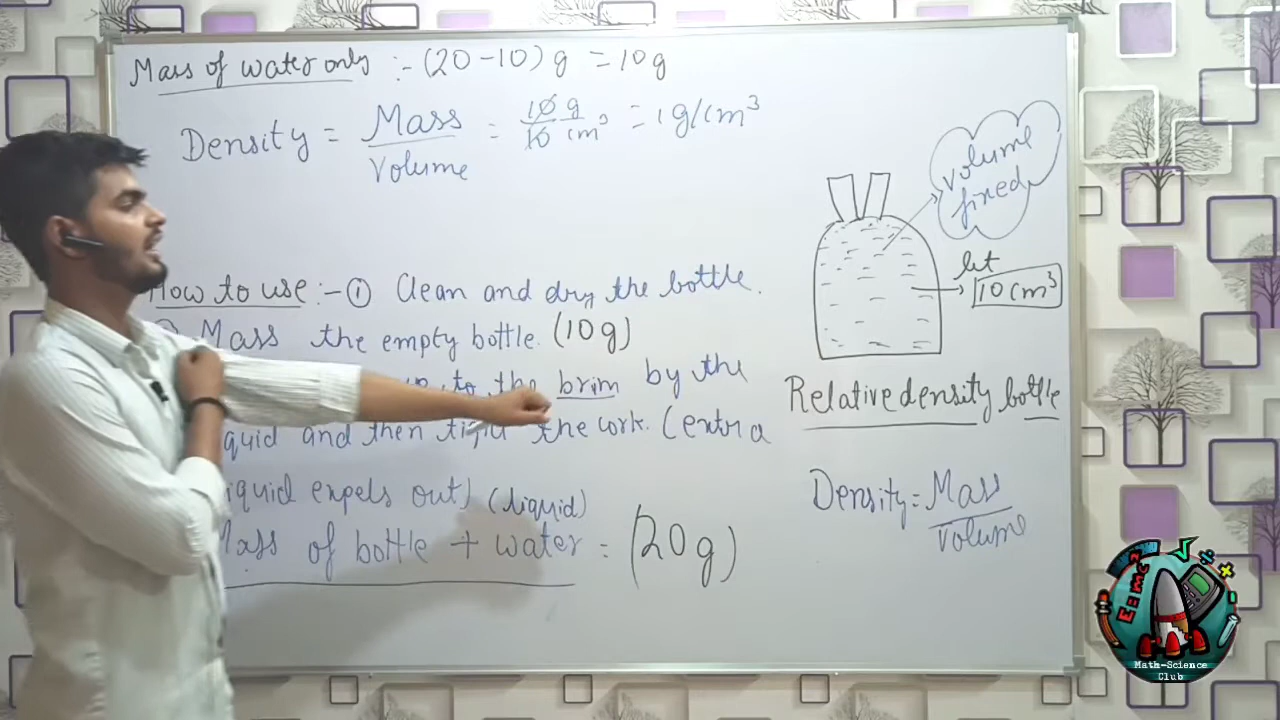 Mass of water only :- (20-10) g = 10g
Density = Mass / Volume = 10 g / 10 cm³ = 1g/cm³
Volume fixed
How to use :- ① Clean and dry the bottle.
let 10 cm³
Mass the empty bottle. (10g)
to the brim by the
and then tight the cork. (extra
liquid expels out) (liquid)
Mass of bottle + water = (20g)
Relative density bottle
Density = Mass / Volume
E=mc²
Math-Science
Club